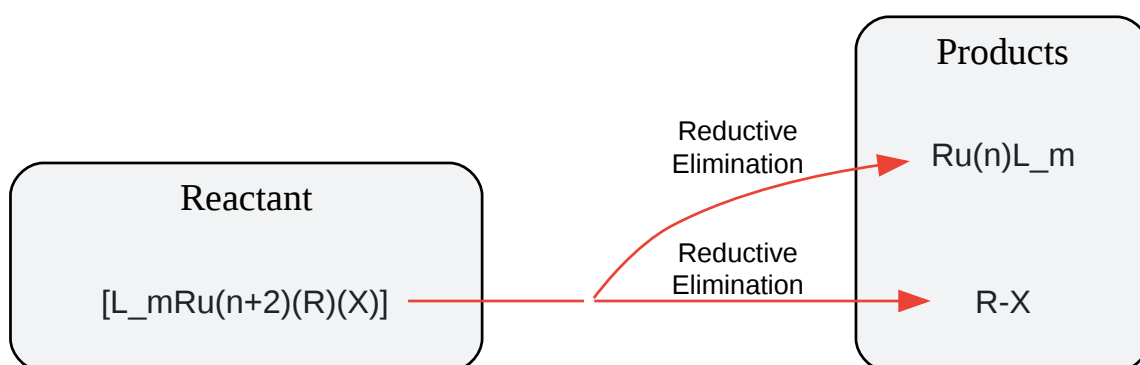 Reactant
[L_mRu(n+2)(R)(X)]
Reductive
Elimination
Reductive
Elimination
Products
Ru(n)L_m
R-X